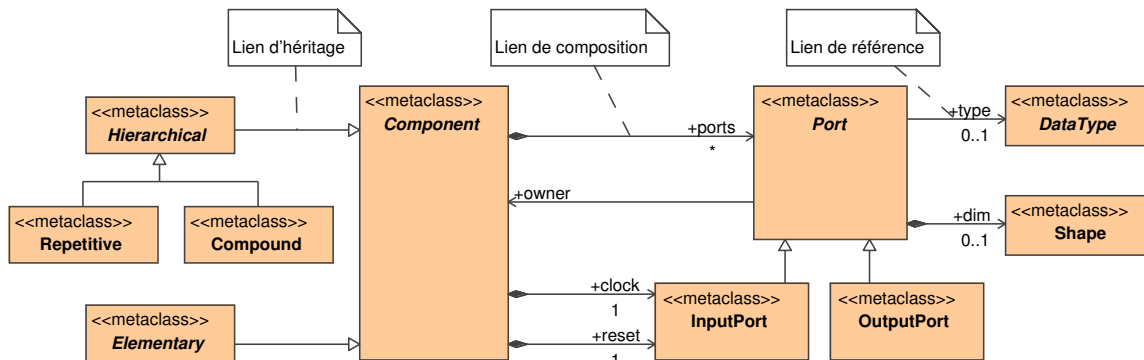 Lien d'héritage
Lien de composition
Lien de référence
<<metaclass>>
Hierarchical
<<metaclass>>
Component
+ports
*
<<metaclass>>
Port
+type
0..1
<<metaclass>>
DataType
+owner
<<metaclass>>
Repetitive
<<metaclass>>
Compound
+dim
0..1
<<metaclass>>
Shape
<<metaclass>>
Elementary
+clock
1
+reset
1
<<metaclass>>
InputPort
<<metaclass>>
OutputPort